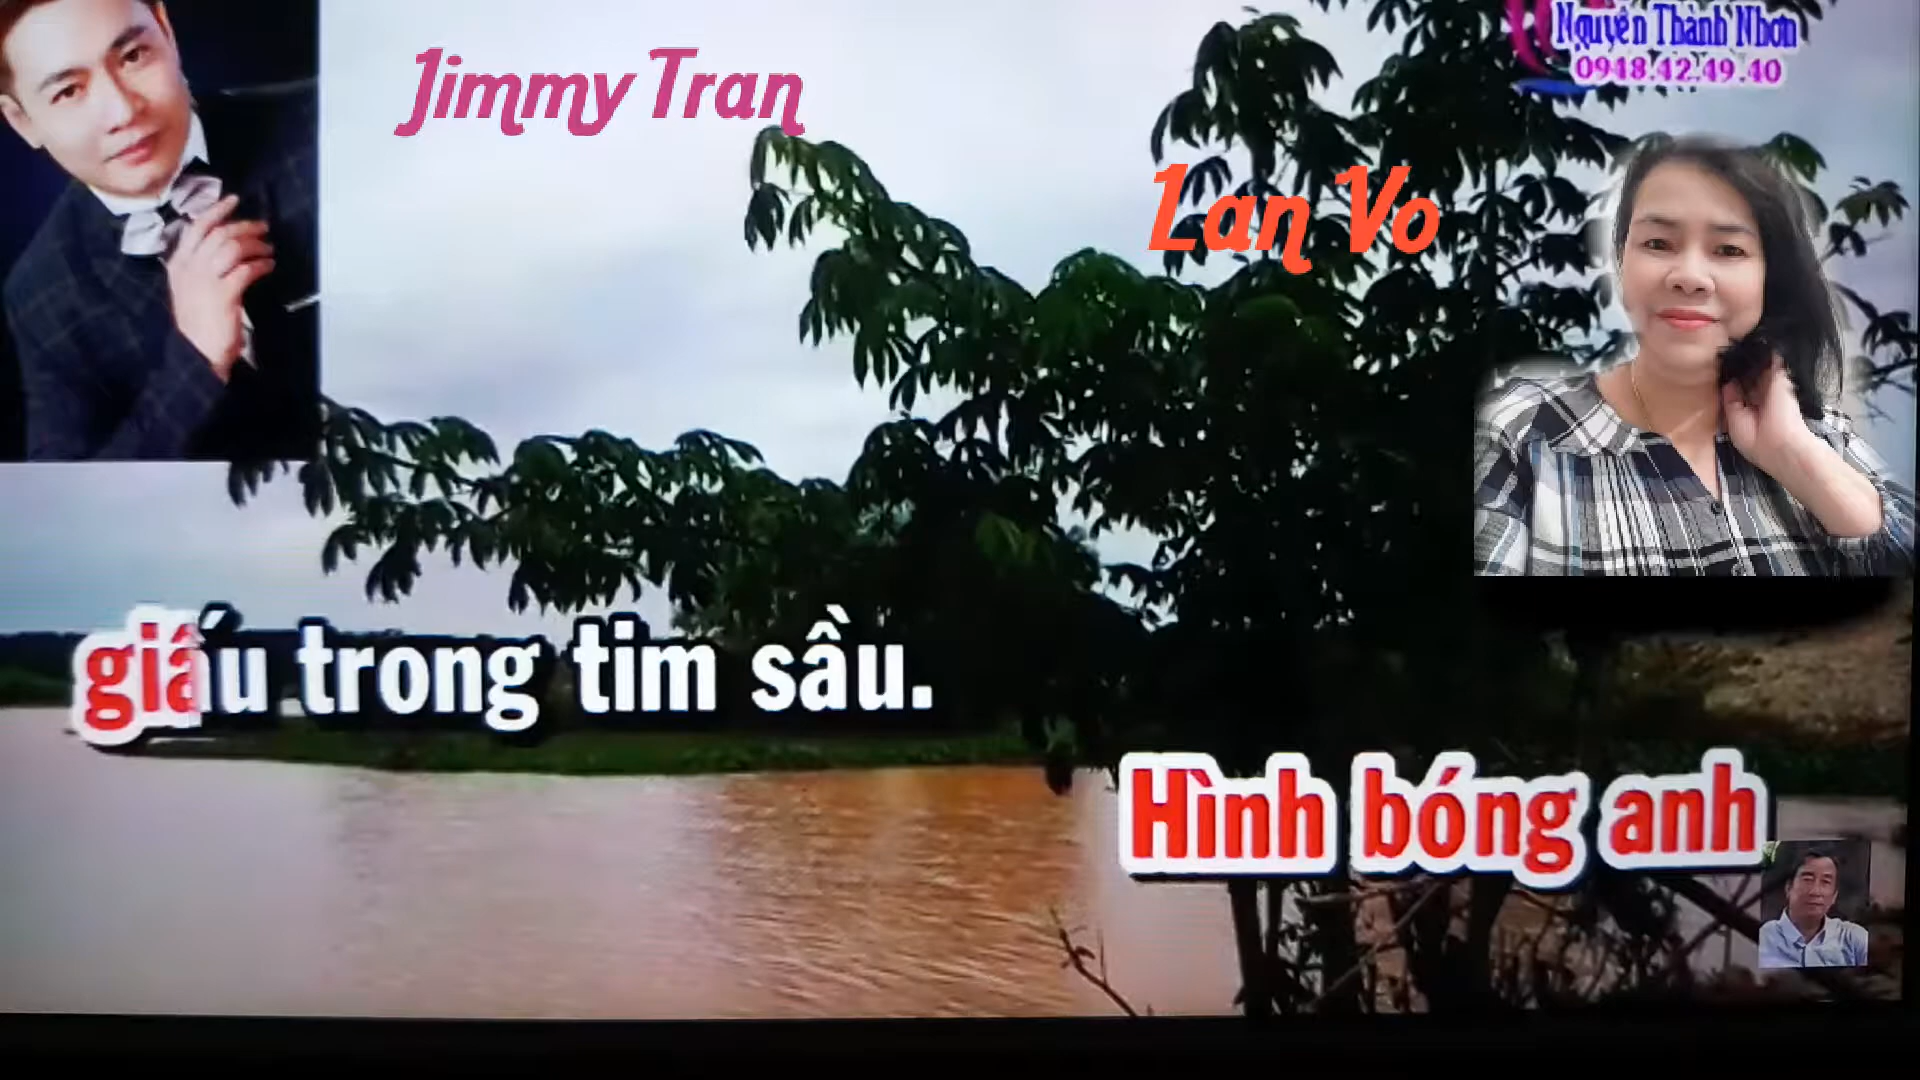 Nguyễn Thành Nhơn
0948.42.49.40
Jimmy Tran
Lan Vo
giấu trong tim sầu.
Hình bóng anh